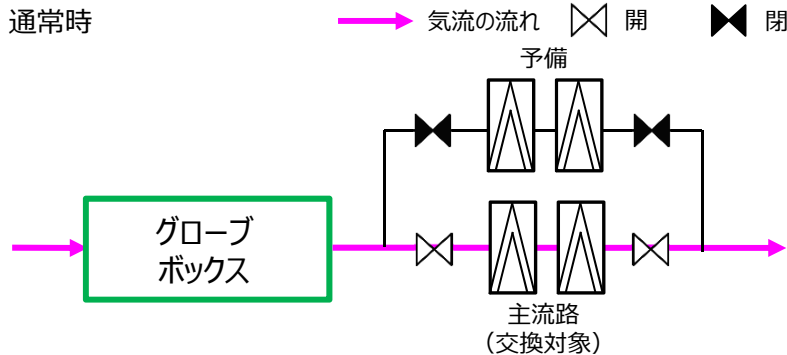 通常時
気流の流れ
開
閉
予備
グローブ
ボックス
主流路
（交換対象）